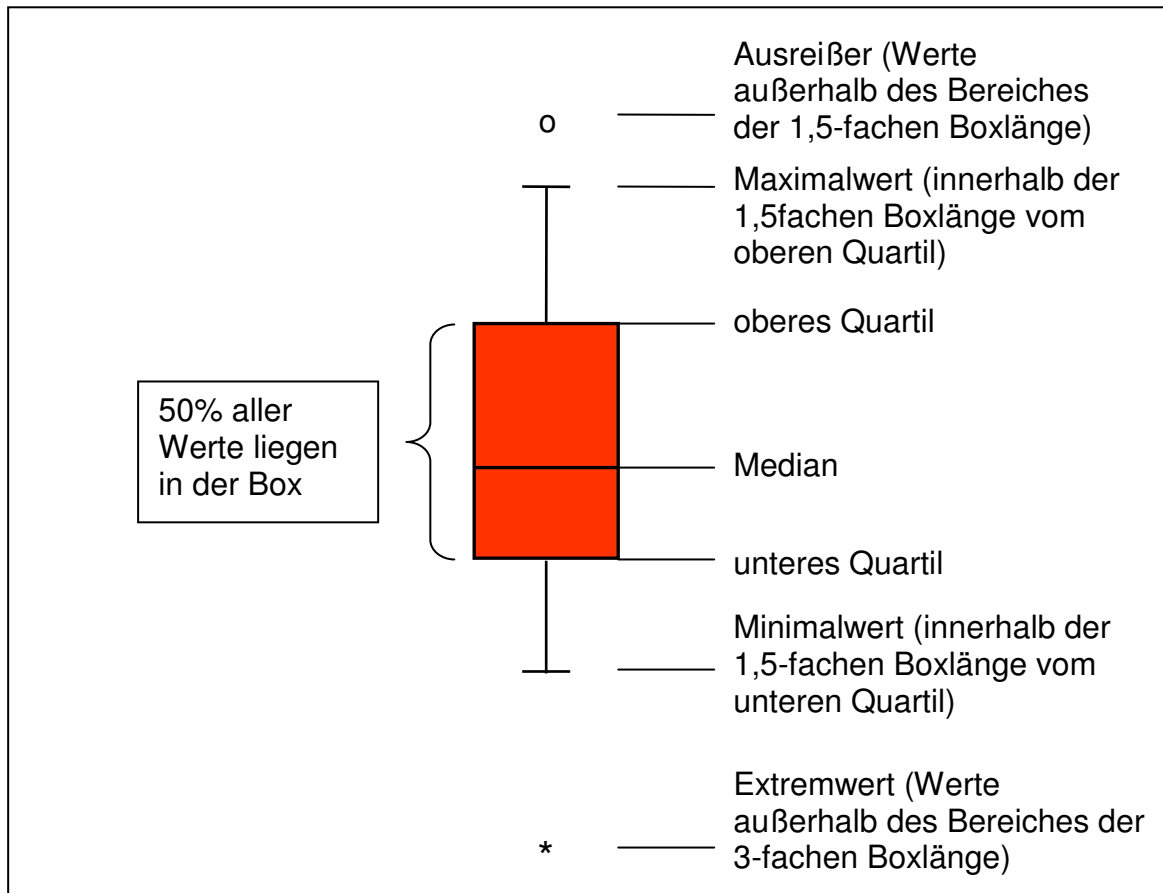 Ausreißer (Werte
außerhalb des Bereiches
der 1,5-fachen Boxlänge)
o
Maximalwert (innerhalb der
1,5fachen Boxlänge vom
oberen Quartil)
oberes Quartil
50% aller
Werte liegen
in der Box
Median
unteres Quartil
Minimalwert (innerhalb der
1,5-fachen Boxlänge vom
unteren Quartil)
Extremwert (Werte
außerhalb des Bereiches der
3-fachen Boxlänge)
*